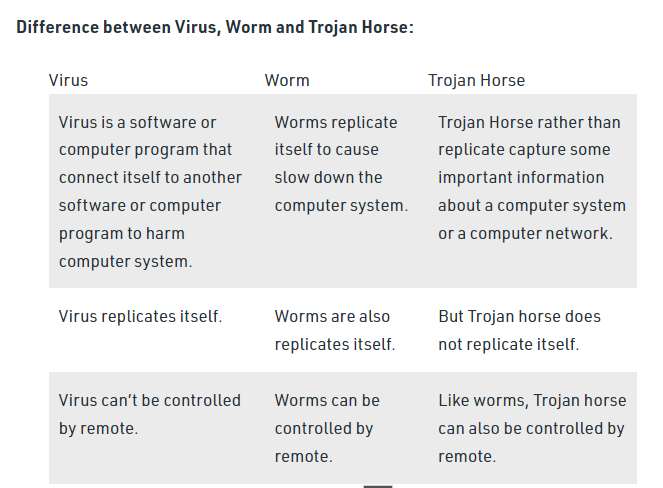 Difference between Virus, Worm and Trojan Horse:
Virus Worm Trojan Horse
Virus is a software or
computer program that
connect itself to another
software or computer
program to harm
computer system.
Worms replicate
itself to cause
slow down the
computer system.
Trojan Horse rather than
replicate capture some
important information
about a computer system
or a computer network.
Virus replicates itself.
Worms are also
replicates itself.
But Trojan horse does
not replicate itself.
Virus can’t be controlled
by remote.
Worms can be
controlled by
remote.
Like worms, Trojan horse
can also be controlled by
remote.